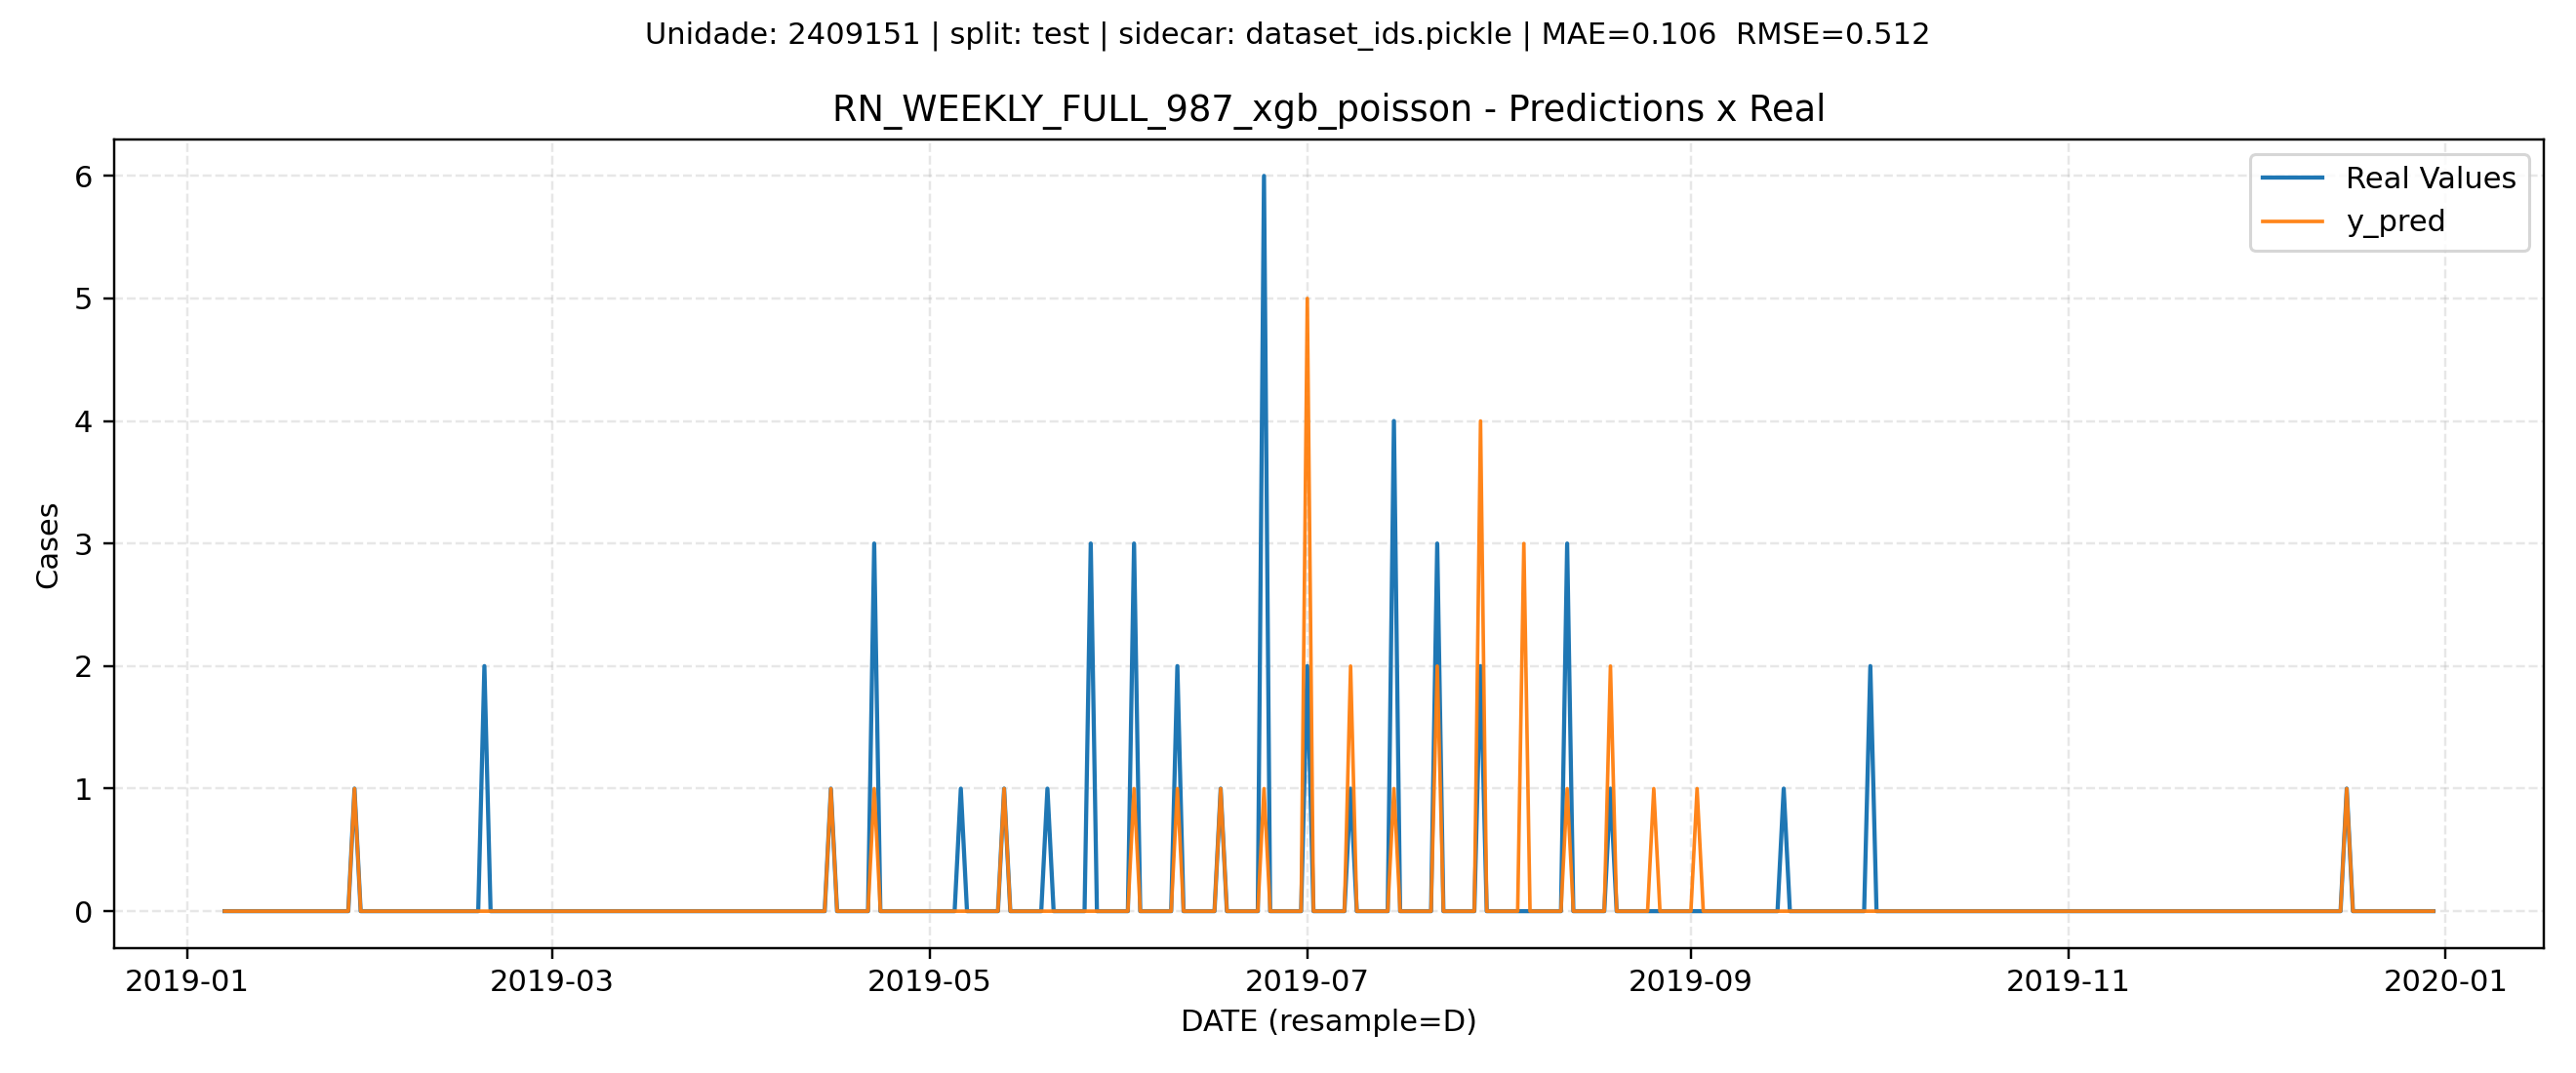 Unidade: 2409151 | split: test | sidecar: dataset_ids.pickle | MAE=0.106  RMSE=0.512
RN_WEEKLY_FULL_987_xgb_poisson - Predictions x Real
Real Values
y_pred
6
5
4
3
2
1
0
Cases
2019-01
2019-03
2019-05
2019-07
2019-09
2019-11
2020-01
DATE (resample=D)